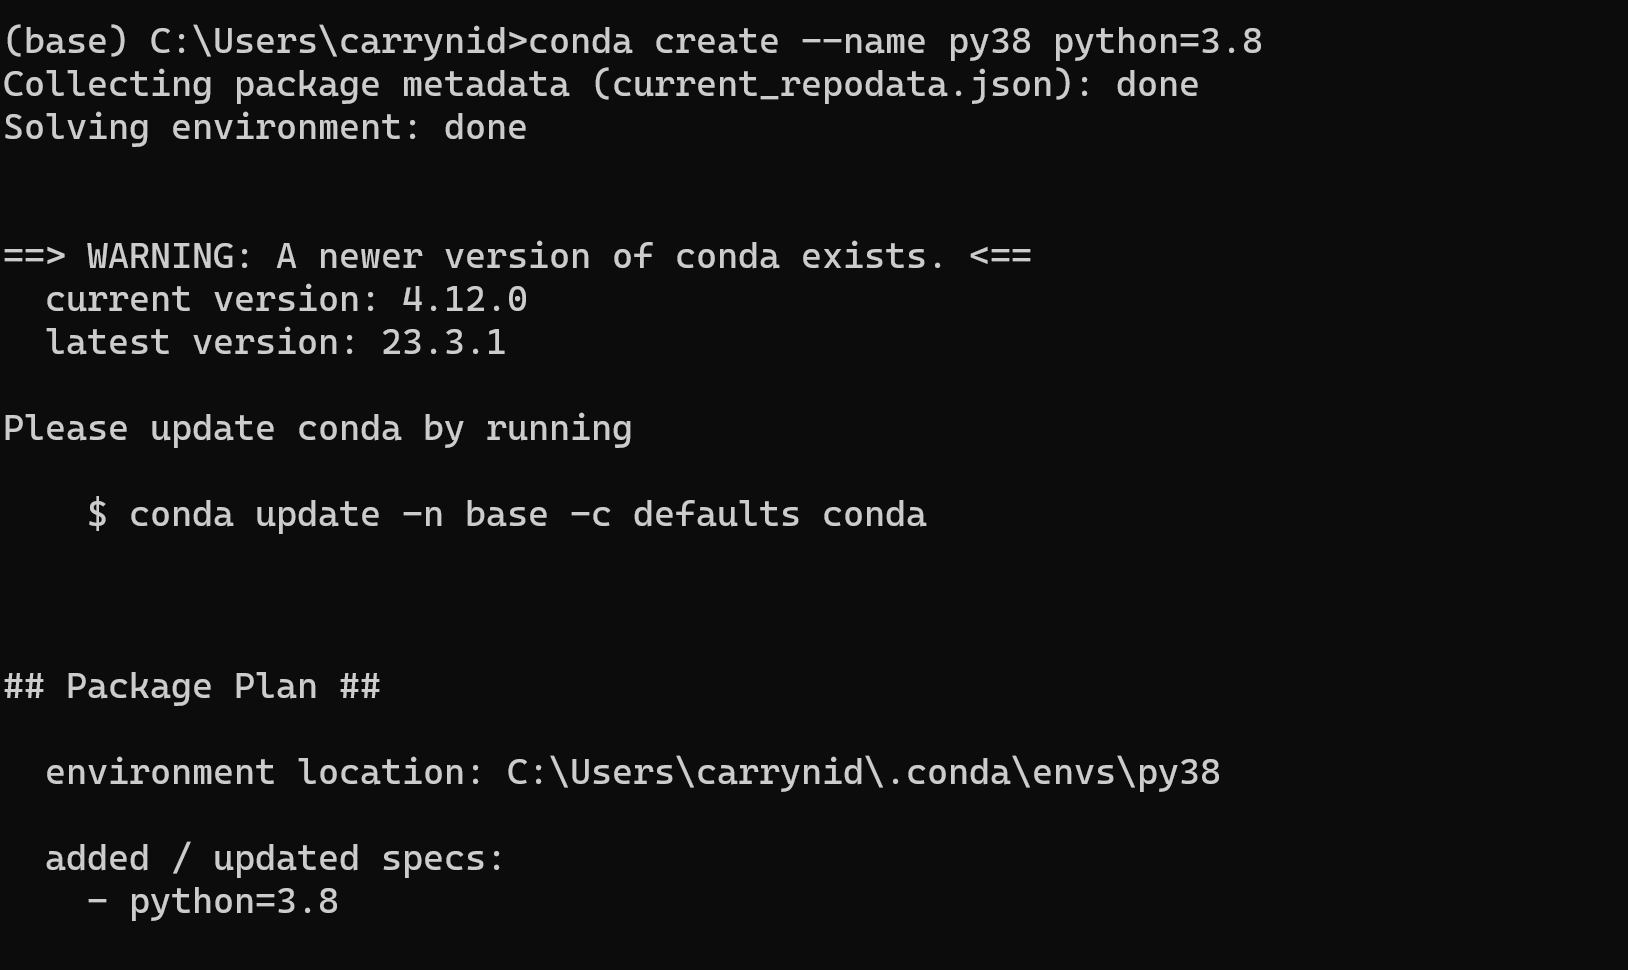 (base) C:\Users\carrynid>conda create --name py38 python=3.8
Collecting package metadata (current_repodata.json): done
Solving environment: done
==> WARNING: A newer version of conda exists. <==
  current version: 4.12.0
  latest version: 23.3.1
Please update conda by running
    $ conda update -n base -c defaults conda
## Package Plan ##
  environment location: C:\Users\carrynid\.conda\envs\py38
  added / updated specs:
    - python=3.8